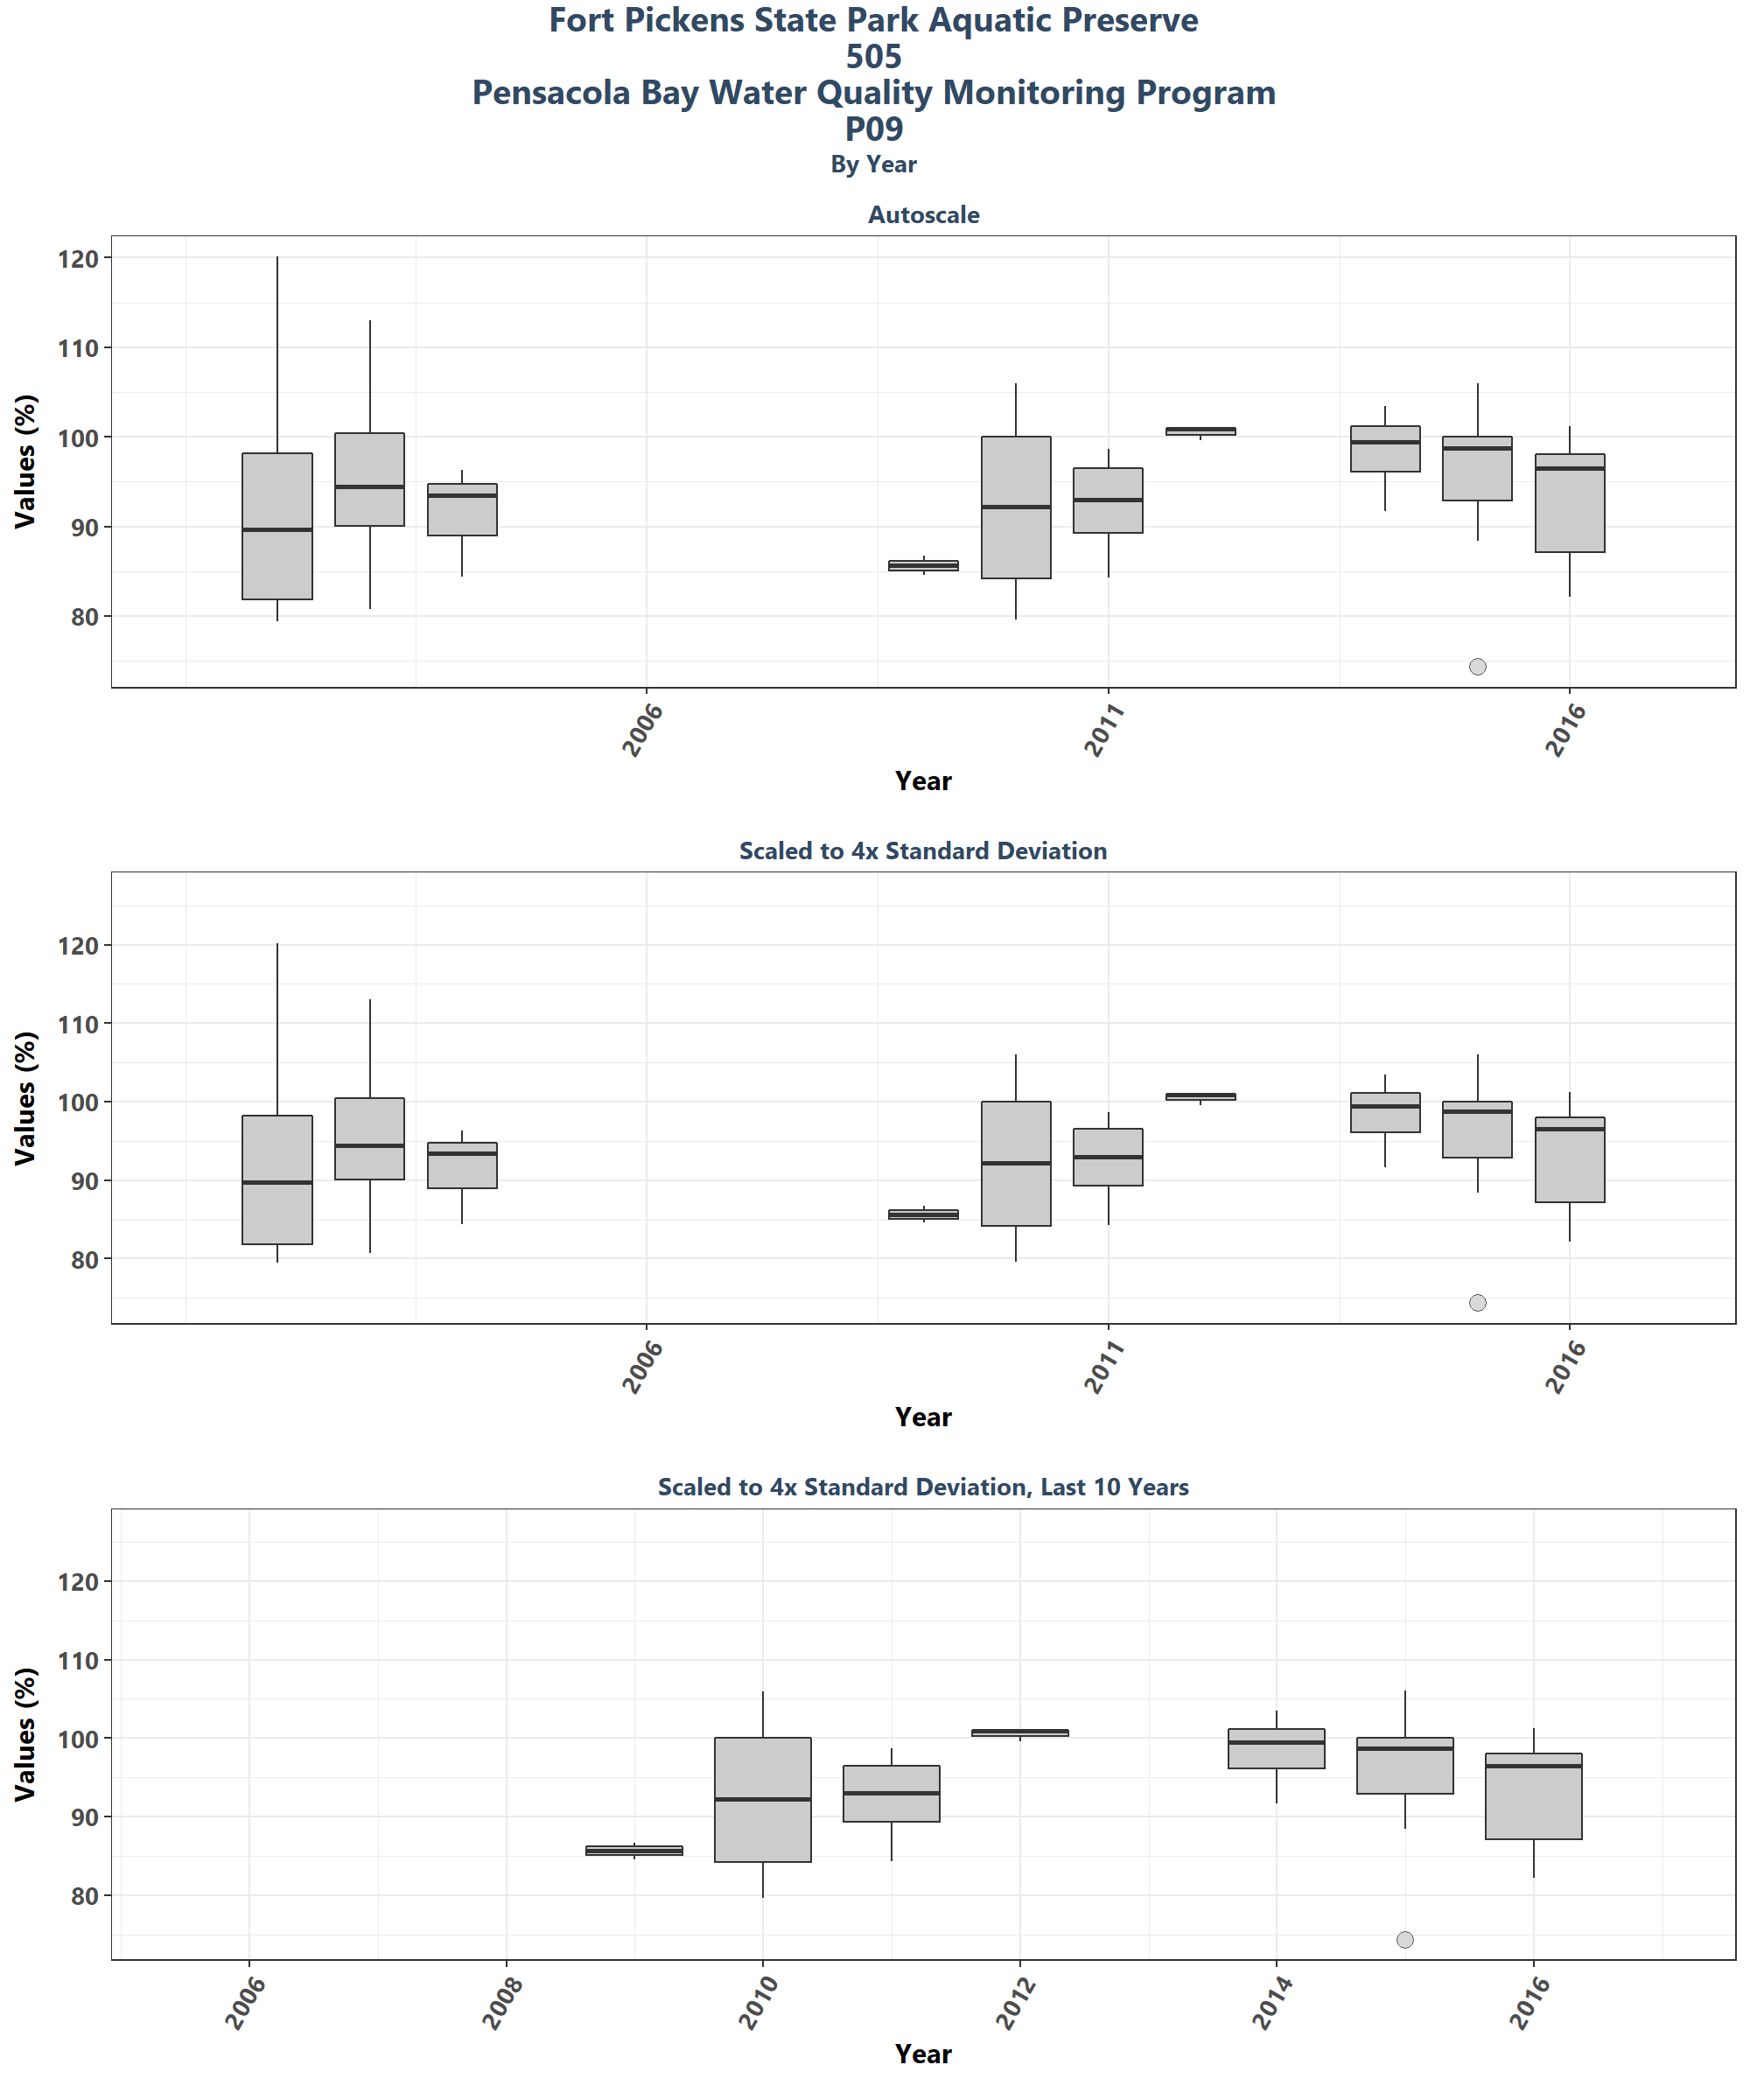 Fort Pickens State Park Aquatic Preserve
505
Pensacola Bay Water Quality Monitoring Program
P09
By Year
Autoscale
Values (%)
120
110
100
90
80
2006
2011
2016
Year
Scaled to 4x Standard Deviation
Values (%)
120
110
100
90
80
2006
2011
2016
Year
Scaled to 4x Standard Deviation, Last 10 Years
Values (%)
120
110
100
90
80
2006
2008
2010
2012
2014
2016
Year